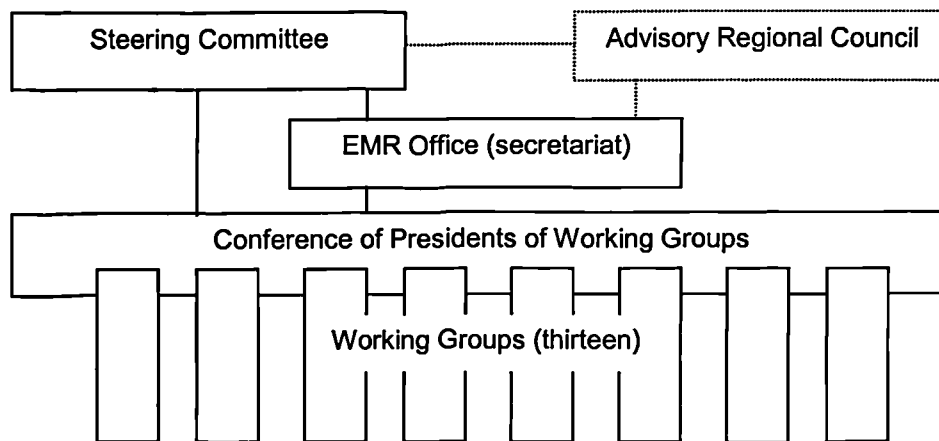 Steering Committee
Advisory Regional Council
EMR Office (secretariat)
Conference of Presidents of Working Groups
Working Groups (thirteen)